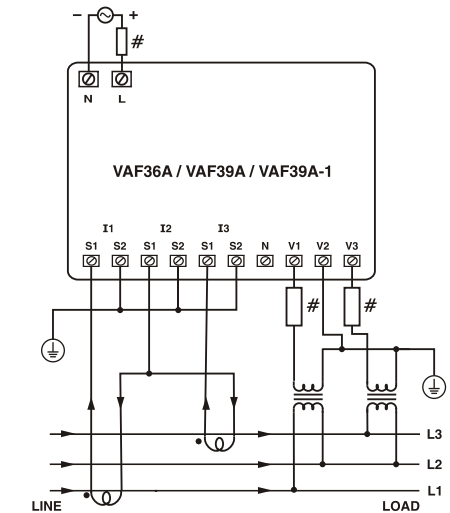 − +
#
N L
VAF36A / VAF39A / VAF39A-1
I1 I2 I3
S1 S2 S1 S2 S1 S2 N V1 V2 V3
# #
L3
L2
L1
LINE LOAD